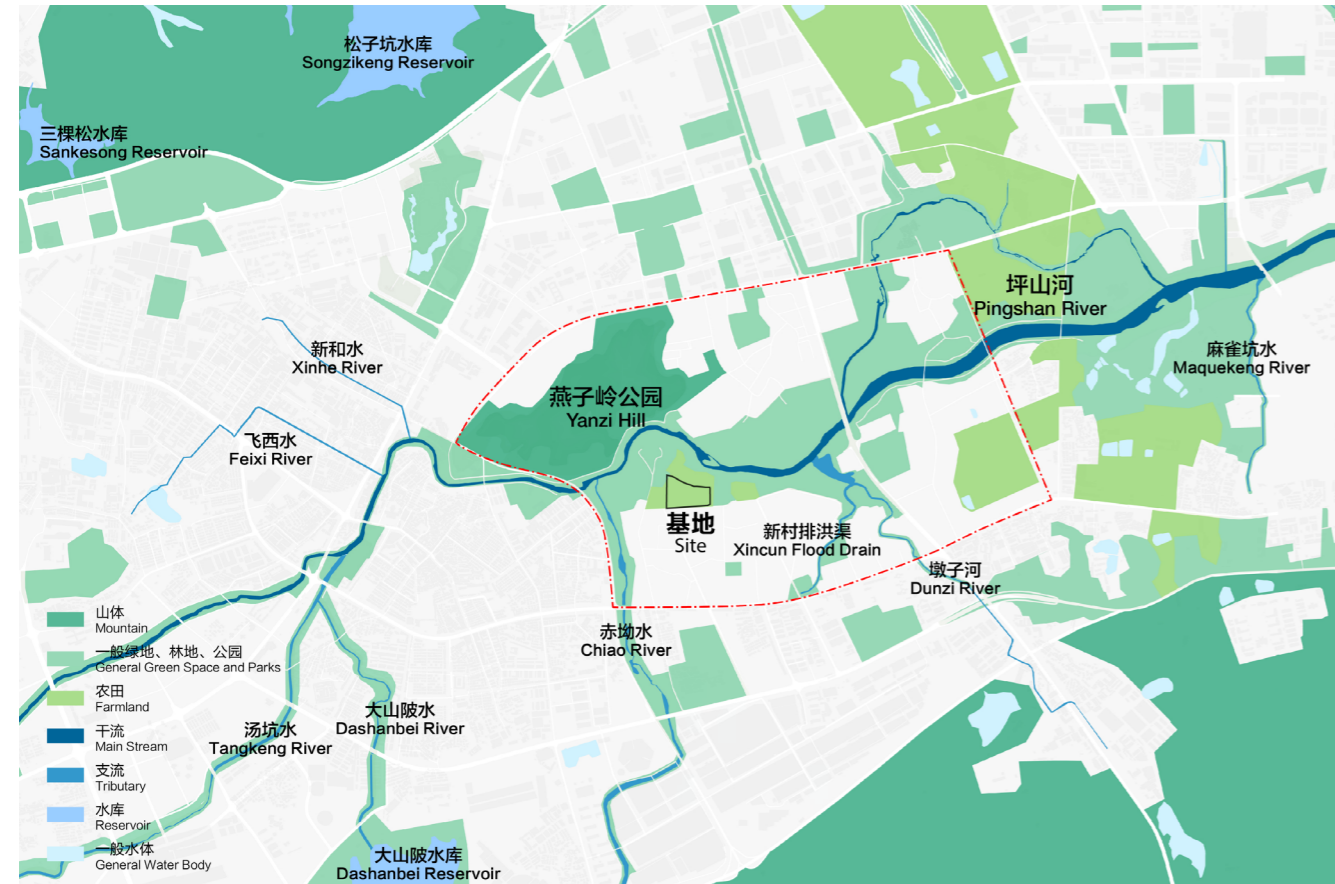 松子坑水库
Songzikeng Reservoir
三棵松水库
Sankesong Reservoir
坪山河
Pingshan River
新和水
Xinhe River
麻雀坑水
Maquekeng River
燕子岭公园
Yanzi Hill
飞西水
Feixi River
基地
Site
新村排洪渠
Xincun Flood Drain
墩子河
Dunzi River
赤坳水
Chiao River
大山陂水
Dashanbei River
汤坑水
Tangkeng River
大山陂水库
Dashanbei Reservoir
山体
Mountain
一般绿地、林地、公园
General Green Space and Parks
农田
Farmland
干流
Main Stream
支流
Tributary
水库
Reservoir
一般水体
General Water Body